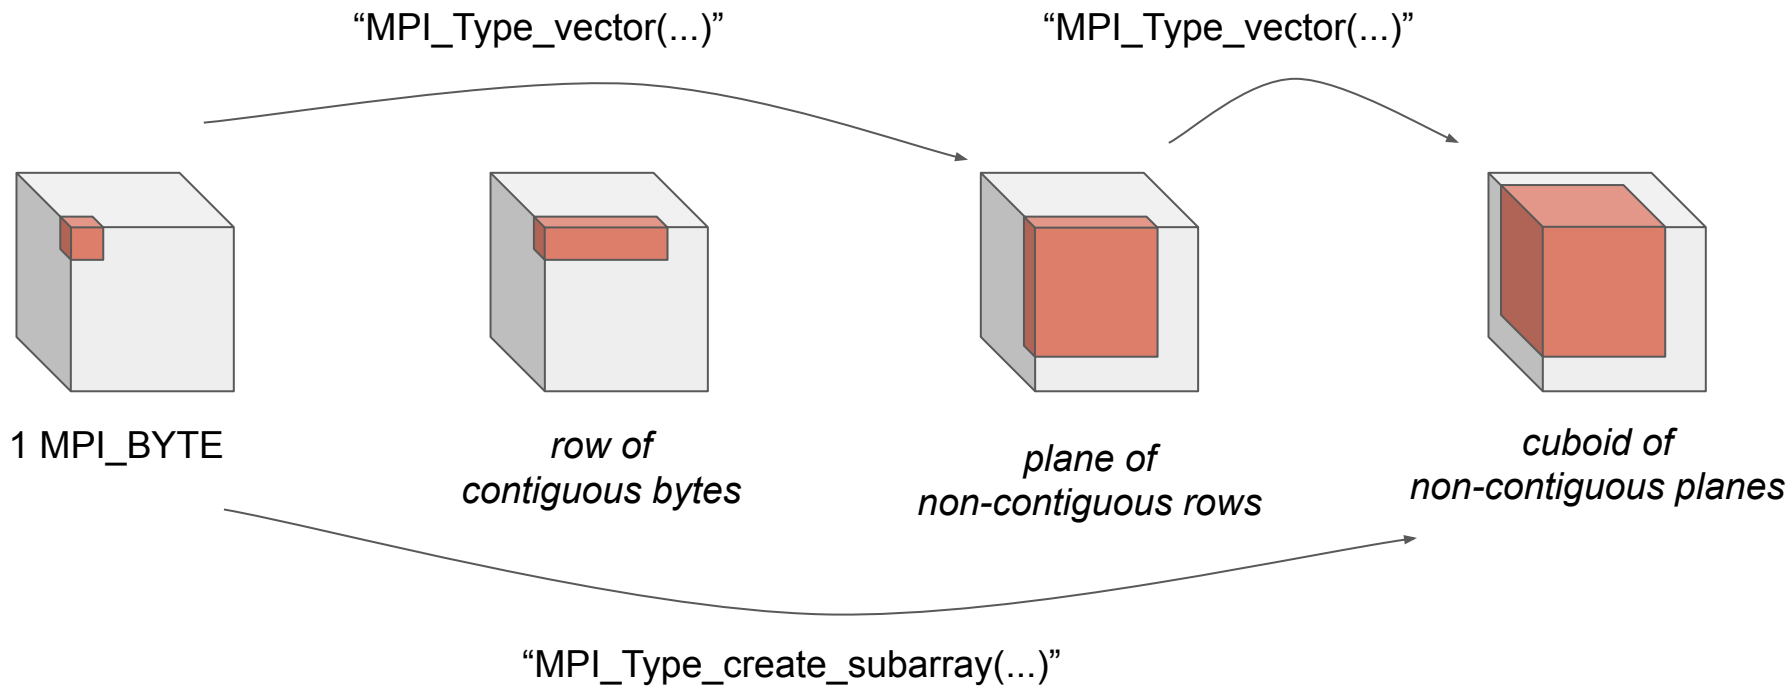 “MPI_Type_vector(...)”
“MPI_Type_vector(...)”
1 MPI_BYTE
row of
contiguous bytes
plane of
non-contiguous rows
cuboid of
non-contiguous planes
“MPI_Type_create_subarray(...)”